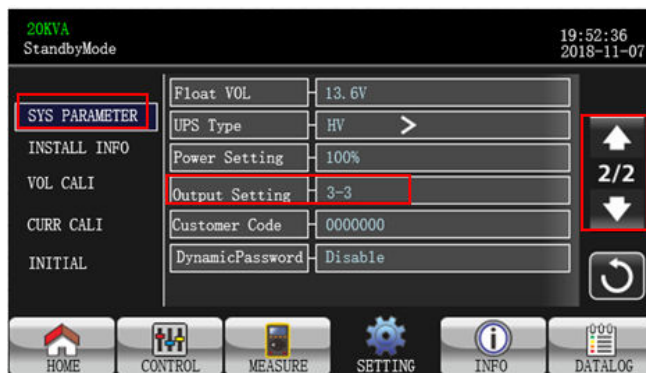 20KVA
StandbyMode
19:52:36
2018-11-07
SYS PARAMETER
INSTALL INFO
VOL CALI
CURR CALI
INITIAL
Float VOL 13.6V
UPS Type HV >
Power Setting 100%
Output Setting 3-3
Customer Code 0000000
DynamicPassword Disable
2/2
HOME CONTROL MEASURE SETTING INFO DATALOG